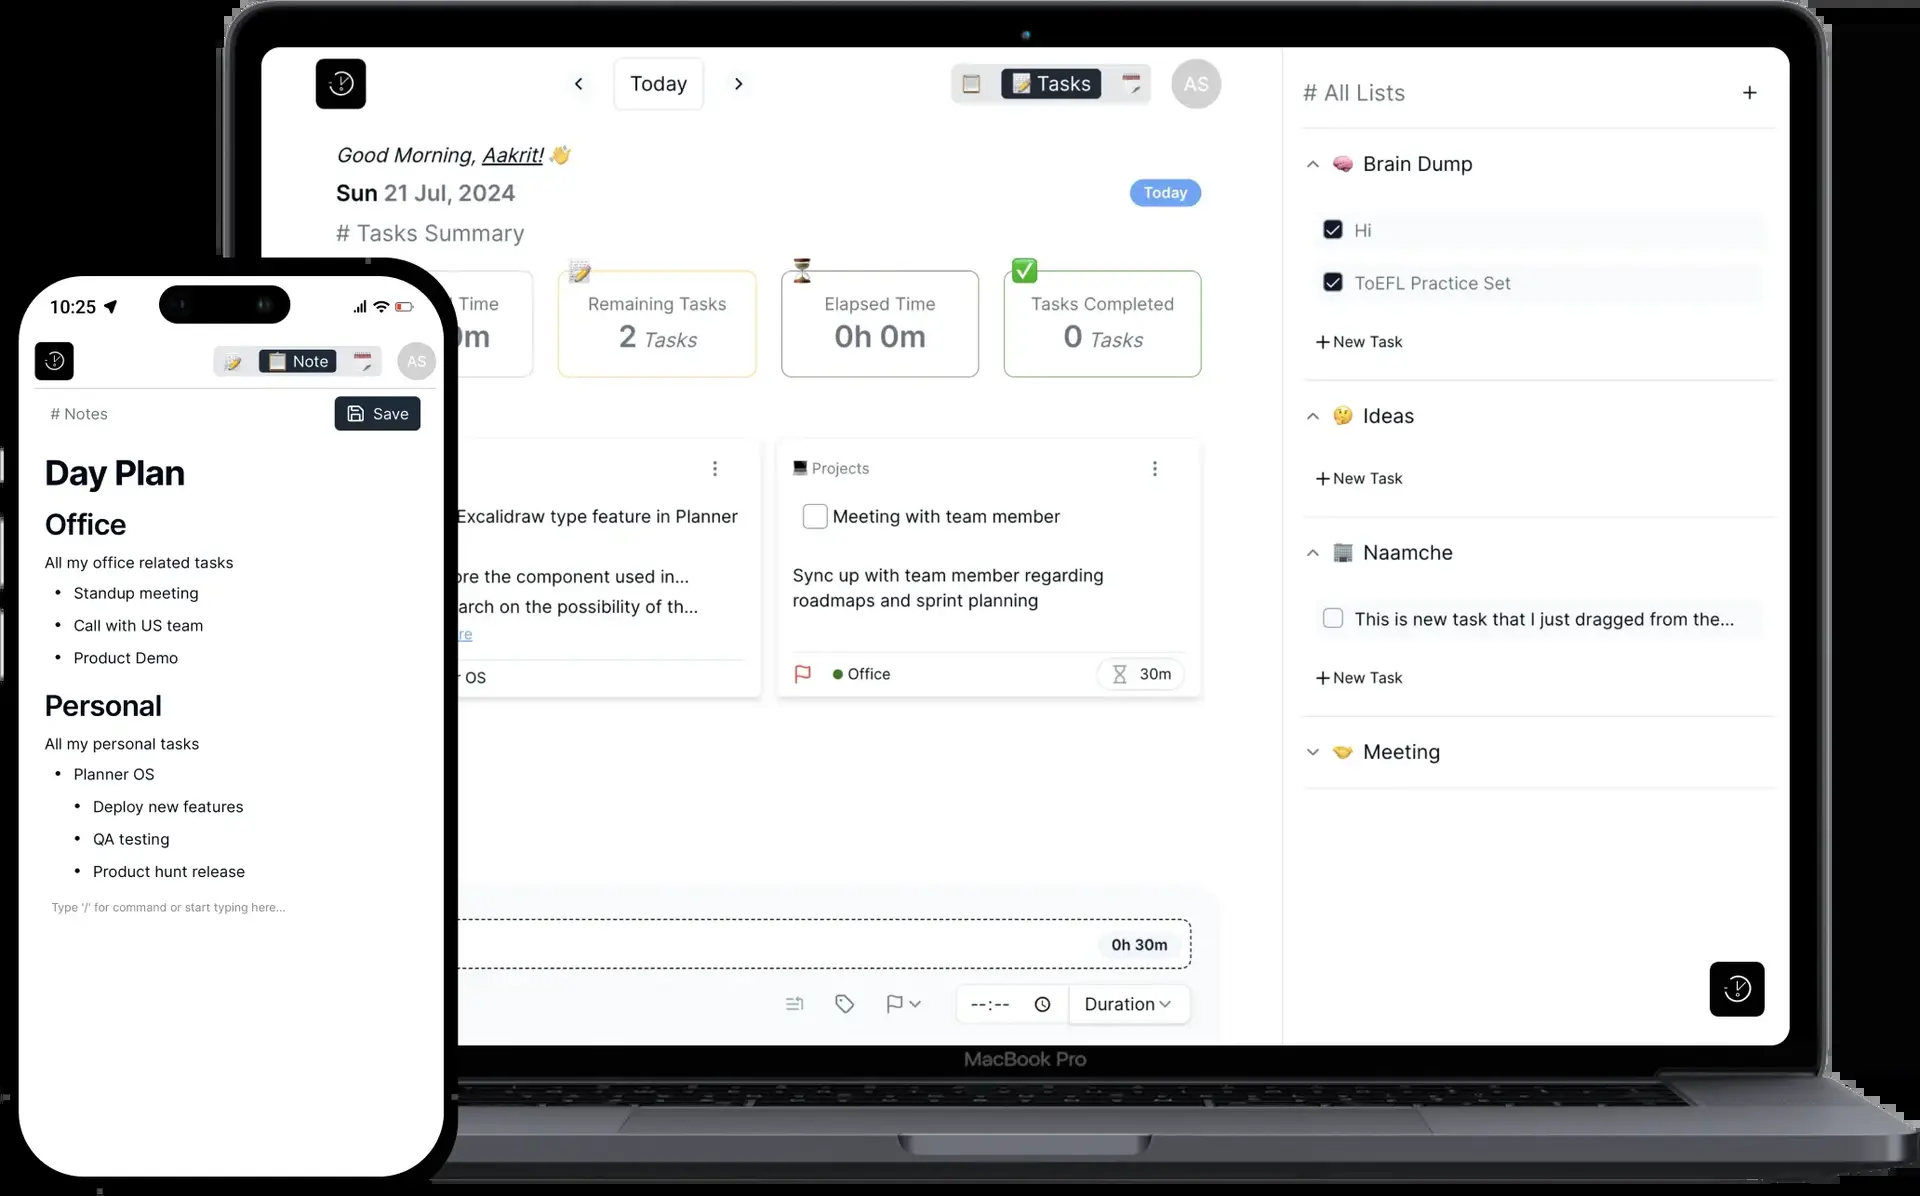 Today
Tasks
AS
Good Morning, Aakrit! 👋
Sun 21 Jul, 2024
Today
# Tasks Summary
Time
0m
Remaining Tasks
2 Tasks
Elapsed Time
0h 0m
Tasks Completed
0 Tasks
Excalidraw type feature in Planner
ore the component used in...
arch on the possibility of th...
re
r OS
Projects
Meeting with team member
Sync up with team member regarding
roadmaps and sprint planning
Office
30m
0h 30m
--:--
Duration
# All Lists
+
Brain Dump
Hi
ToEFL Practice Set
+ New Task
Ideas
+ New Task
Naamche
This is new task that I just dragged from the...
+ New Task
Meeting
MacBook Pro
10:25
Note
AS
# Notes
Save
Day Plan
Office
All my office related tasks
• Standup meeting
• Call with US team
• Product Demo
Personal
All my personal tasks
• Planner OS
• Deploy new features
• QA testing
• Product hunt release
Type '/' for command or start typing here...